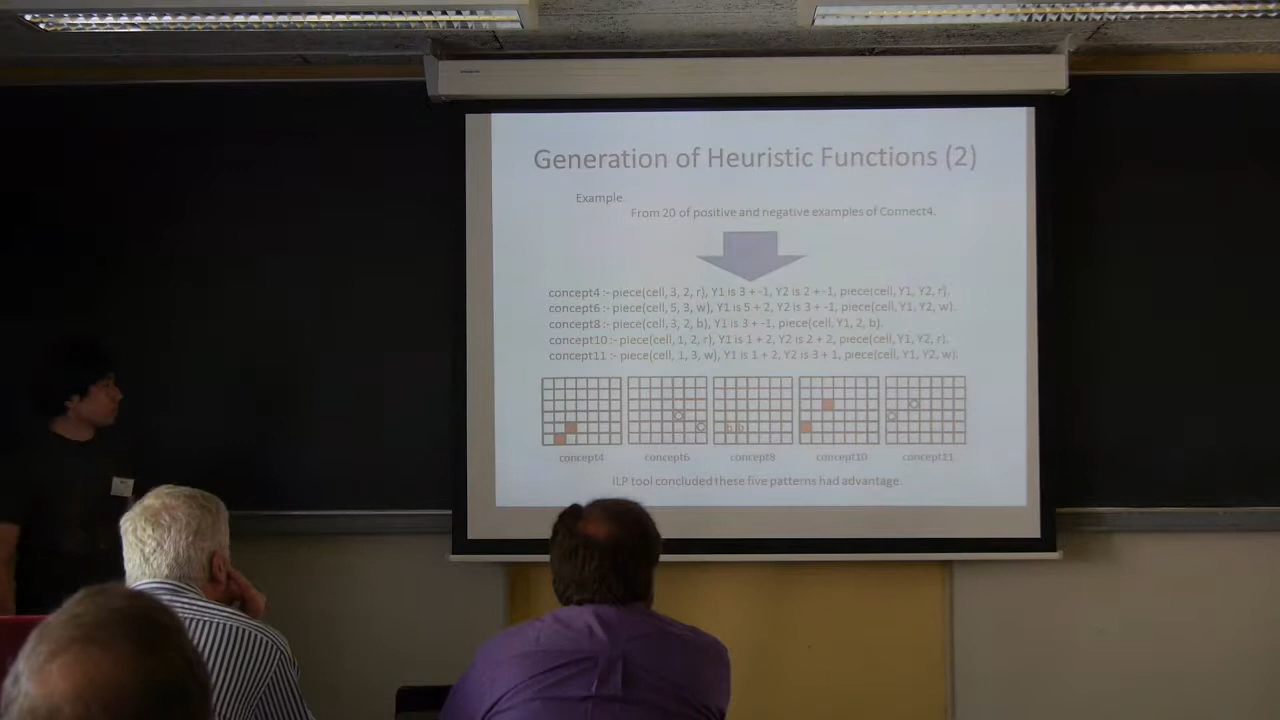 Generation of Heuristic Functions (2)
Example.
From 20 of positive and negative examples of Connect4.
concept4 :- piece(cell, 3, 2, r), Y1 is 3 + -1, Y2 is 2 + -1, piece(cell, Y1, Y2, r).
concept6 :- piece(cell, 5, 3, w), Y1 is 5 + 2, Y2 is 3 + -1, piece(cell, Y1, Y2, w).
concept8 :- piece(cell, 3, 2, b), Y1 is 3 + -1, piece(cell, Y1, 2, b).
concept10 :- piece(cell, 1, 2, r), Y1 is 1 + 2, Y2 is 2 + 2, piece(cell, Y1, Y2, r).
concept11 :- piece(cell, 1, 3, w), Y1 is 1 + 2, Y2 is 3 + 1, piece(cell, Y1, Y2, w).
b b
concept4 concept6 concept8 concept10 concept11
ILP tool concluded these five patterns had advantage.